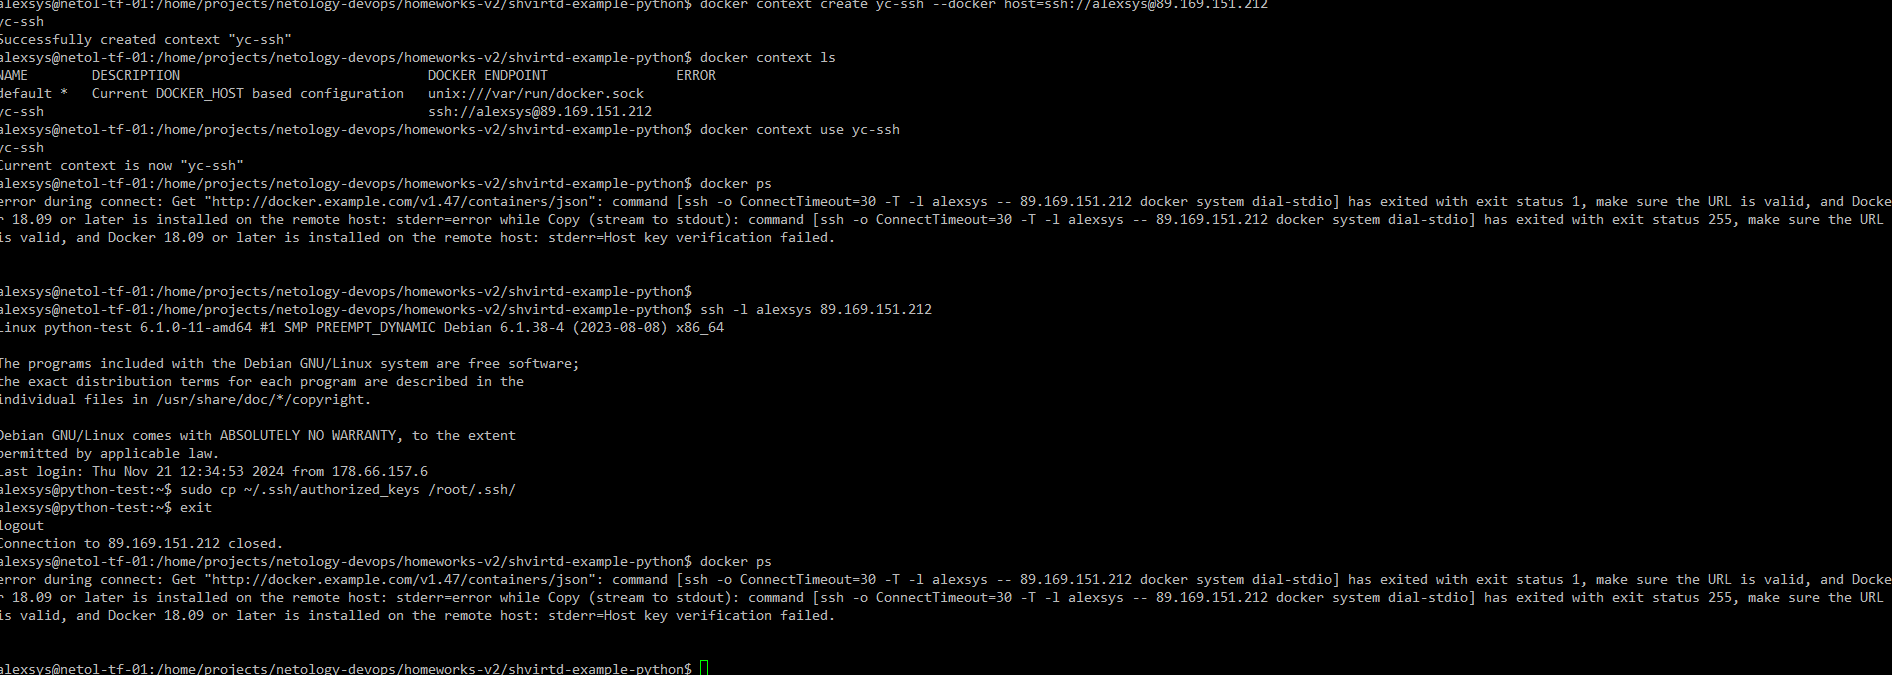 alexsys@netol-tf-01:/home/projects/netology-devops/homeworks-v2/shvirtd-example-python$ docker context create yc-ssh --docker host=ssh://alexsys@89.169.151.212
yc-ssh
Successfully created context "yc-ssh"
alexsys@netol-tf-01:/home/projects/netology-devops/homeworks-v2/shvirtd-example-python$ docker context ls
NAME        DESCRIPTION                               DOCKER ENDPOINT                ERROR
default *   Current DOCKER_HOST based configuration   unix:///var/run/docker.sock
yc-ssh                                                ssh://alexsys@89.169.151.212
alexsys@netol-tf-01:/home/projects/netology-devops/homeworks-v2/shvirtd-example-python$ docker context use yc-ssh
yc-ssh
Current context is now "yc-ssh"
alexsys@netol-tf-01:/home/projects/netology-devops/homeworks-v2/shvirtd-example-python$ docker ps
error during connect: Get "http://docker.example.com/v1.47/containers/json": command [ssh -o ConnectTimeout=30 -T -l alexsys -- 89.169.151.212 docker system dial-stdio] has exited with exit status 1, make sure the URL is valid, and Docke
r 18.09 or later is installed on the remote host: stderr=error while Copy (stream to stdout): command [ssh -o ConnectTimeout=30 -T -l alexsys -- 89.169.151.212 docker system dial-stdio] has exited with exit status 255, make sure the URL
is valid, and Docker 18.09 or later is installed on the remote host: stderr=Host key verification failed.
alexsys@netol-tf-01:/home/projects/netology-devops/homeworks-v2/shvirtd-example-python$
alexsys@netol-tf-01:/home/projects/netology-devops/homeworks-v2/shvirtd-example-python$ ssh -l alexsys 89.169.151.212
Linux python-test 6.1.0-11-amd64 #1 SMP PREEMPT_DYNAMIC Debian 6.1.38-4 (2023-08-08) x86_64
The programs included with the Debian GNU/Linux system are free software;
the exact distribution terms for each program are described in the
individual files in /usr/share/doc/*/copyright.
Debian GNU/Linux comes with ABSOLUTELY NO WARRANTY, to the extent
permitted by applicable law.
Last login: Thu Nov 21 12:34:53 2024 from 178.66.157.6
alexsys@python-test:~$ sudo cp ~/.ssh/authorized_keys /root/.ssh/
alexsys@python-test:~$ exit
logout
Connection to 89.169.151.212 closed.
alexsys@netol-tf-01:/home/projects/netology-devops/homeworks-v2/shvirtd-example-python$ docker ps
error during connect: Get "http://docker.example.com/v1.47/containers/json": command [ssh -o ConnectTimeout=30 -T -l alexsys -- 89.169.151.212 docker system dial-stdio] has exited with exit status 1, make sure the URL is valid, and Docke
r 18.09 or later is installed on the remote host: stderr=error while Copy (stream to stdout): command [ssh -o ConnectTimeout=30 -T -l alexsys -- 89.169.151.212 docker system dial-stdio] has exited with exit status 255, make sure the URL
is valid, and Docker 18.09 or later is installed on the remote host: stderr=Host key verification failed.
alexsys@netol-tf-01:/home/projects/netology-devops/homeworks-v2/shvirtd-example-python$